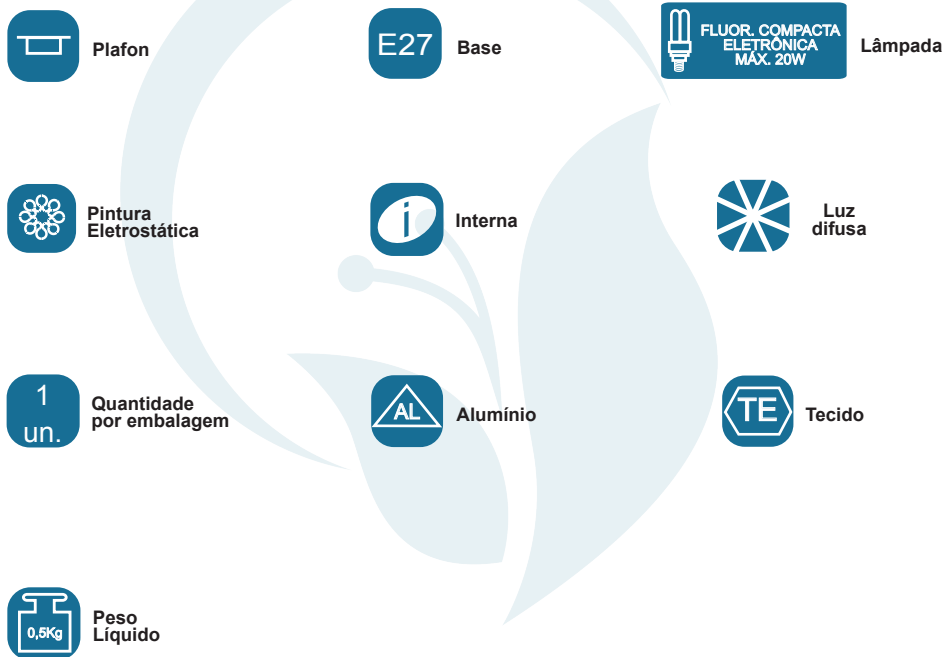 Plafon
E27
Base
FLUOR. COMPACTA
ELETRÔNICA
MÁX. 20W
Lâmpada
Pintura
Eletrostática
i
Interna
Luz
difusa
1
un.
Quantidade
por embalagem
AL
Alumínio
TE
Tecido
0,5Kg
Peso
Líquido